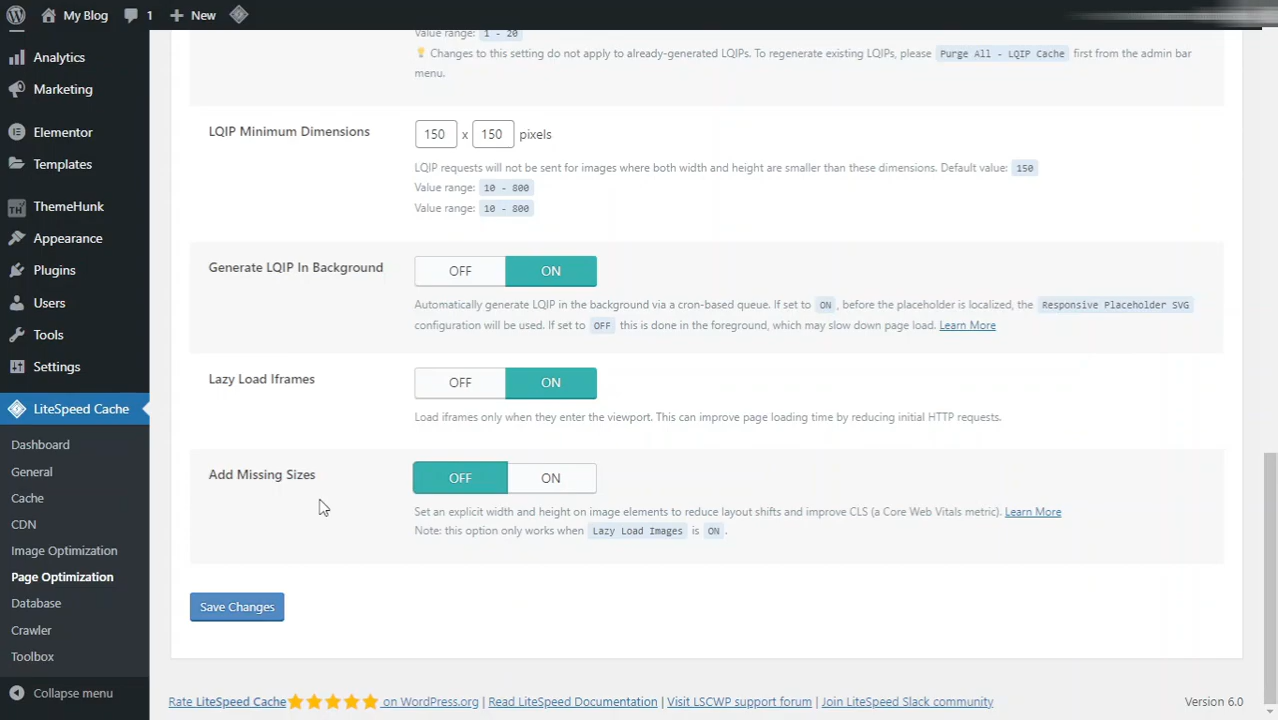 My Blog
1
New
Analytics
Marketing
Elementor
Templates
TH ThemeHunk
Appearance
Plugins
Users
Tools
Settings
LiteSpeed Cache
Dashboard
General
Cache
CDN
Image Optimization
Page Optimization
Database
Crawler
Toolbox
Collapse menu
Value range: 1 - 20
Changes to this setting do not apply to already-generated LQIPs. To regenerate existing LQIPs, please Purge All - LQIP Cache first from the admin bar
menu.
LQIP Minimum Dimensions
150 x 150 pixels
LQIP requests will not be sent for images where both width and height are smaller than these dimensions. Default value: 150
Value range: 10 - 800
Value range: 10 - 800
Generate LQIP In Background
OFF ON
Automatically generate LQIP in the background via a cron-based queue. If set to ON, before the placeholder is localized, the Responsive Placeholder SVG
configuration will be used. If set to OFF this is done in the foreground, which may slow down page load. Learn More
Lazy Load Iframes
OFF ON
Load iframes only when they enter the viewport. This can improve page loading time by reducing initial HTTP requests.
Add Missing Sizes
OFF ON
Set an explicit width and height on image elements to reduce layout shifts and improve CLS (a Core Web Vitals metric). Learn More
Note: this option only works when Lazy Load Images is ON.
Save Changes
Rate LiteSpeed Cache on WordPress.org | Read LiteSpeed Documentation | Visit LSCWP support forum | Join LiteSpeed Slack community
Version 6.0